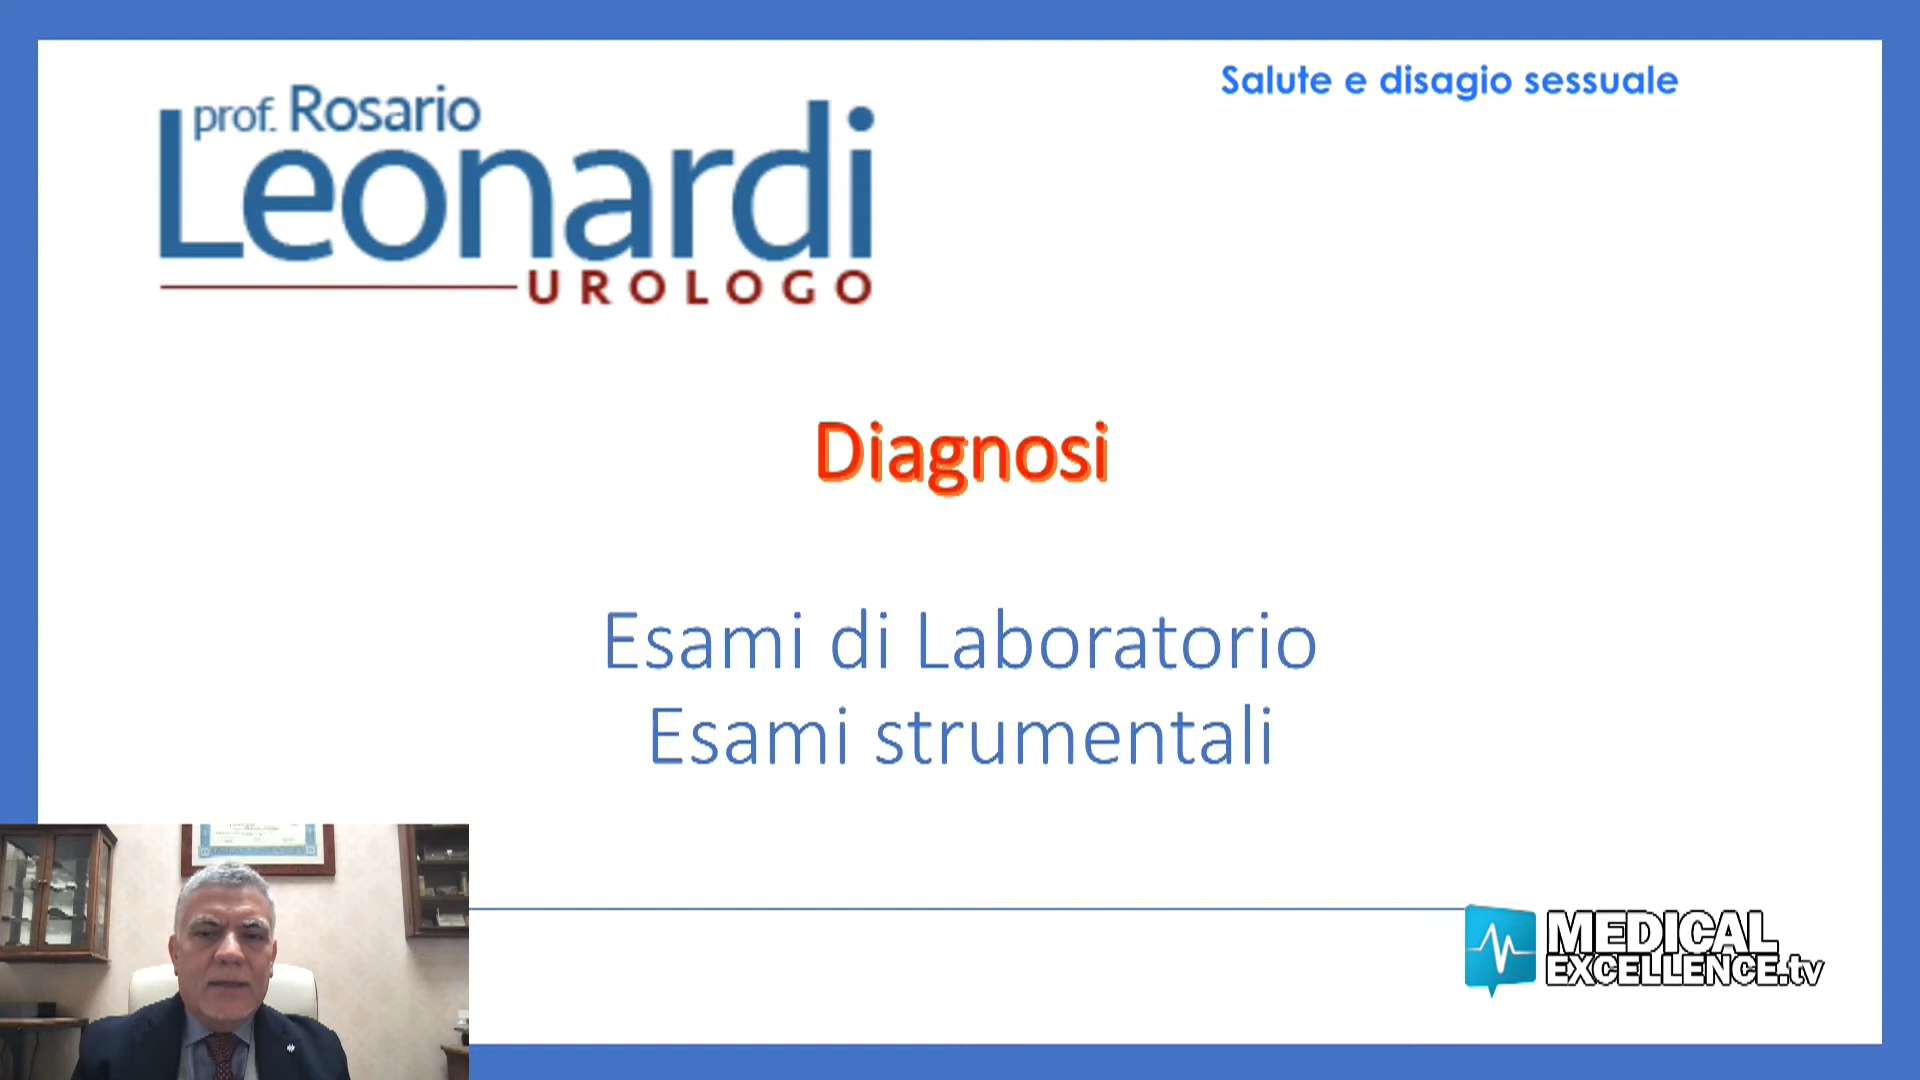 Salute e disagio sessuale
prof. Rosario
Leonardi
UROLOGO
Diagnosi
Esami di Laboratorio
Esami strumentali
MEDICAL
EXCELLENCE.tv